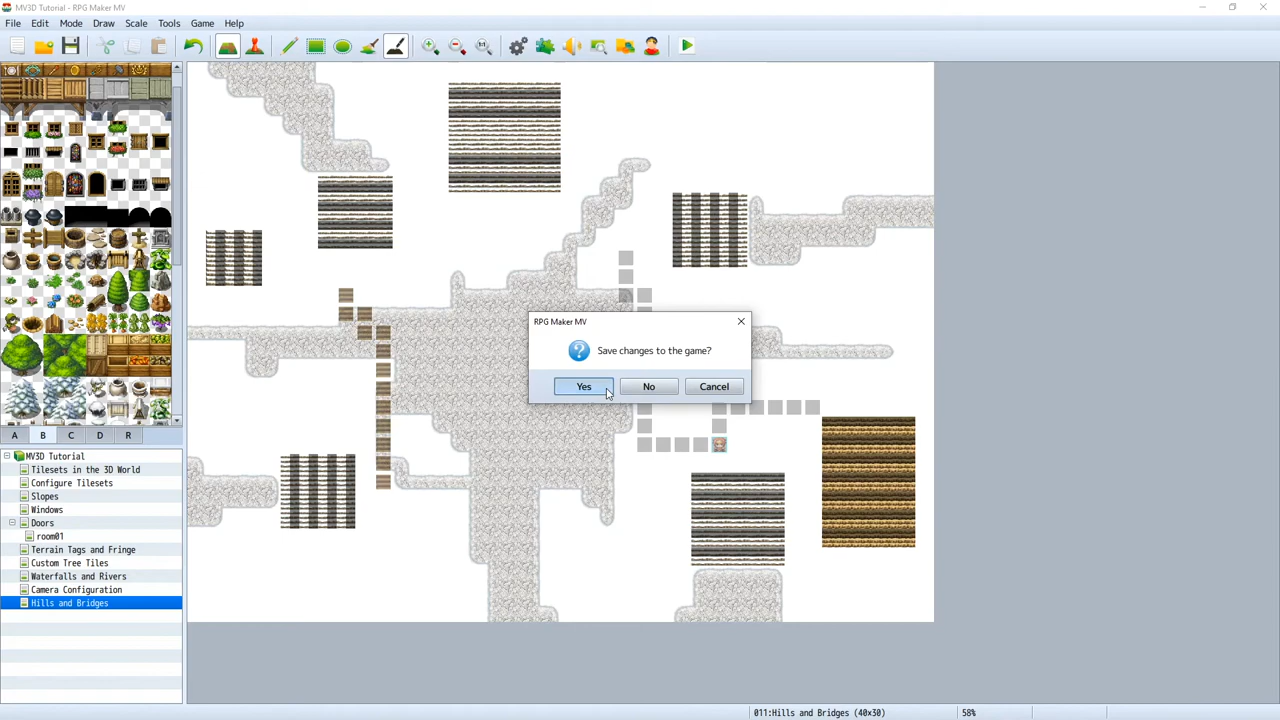 MV3D Tutorial - RPG Maker MV
File Edit Mode Draw Scale Tools Game Help
1:1
RPG Maker MV
Save changes to the game?
Yes No Cancel
A B C D
MV3D Tutorial
Tilesets in the 3D World
Configure Tilesets
Slopes
Windows
Doors
room01
Terrain Tags and Fringe
Custom Trak Tiles
Waterfalls and Rivers
Camera Configuration
Hills and Bridges
011:Hills and Bridges (40x30) 58%